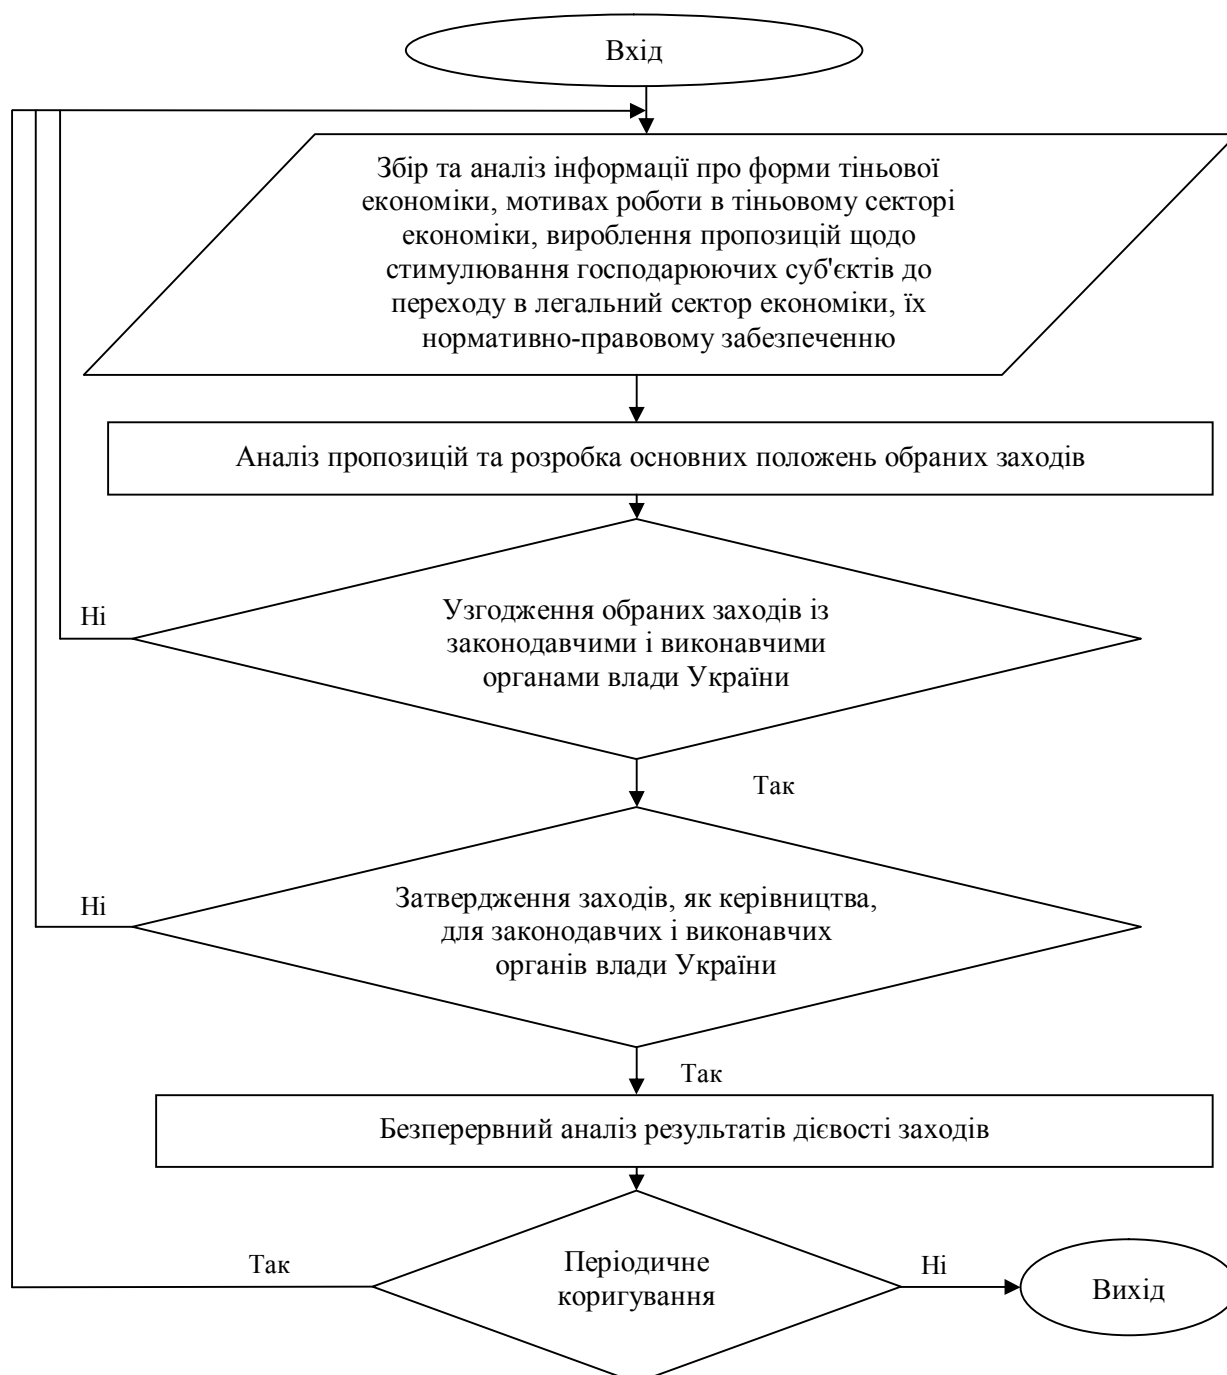 Вхід
Збір та аналіз інформації про форми тіньової
економіки, мотивах роботи в тіньовому секторі
економіки, вироблення пропозицій щодо
стимулювання господарюючих суб'єктів до
переходу в легальний сектор економіки, їх
нормативно-правовому забезпеченню
Аналіз пропозицій та розробка основних положень обраних заходів
Ні
Узгодження обраних заходів із
законодавчими і виконавчими
органами влади України
Так
Ні
Затвердження заходів, як керівництва,
для законодавчих і виконавчих
органів влади України
Так
Безперервний аналіз результатів дієвості заходів
Так
Періодичне
коригування
Ні
Вихід